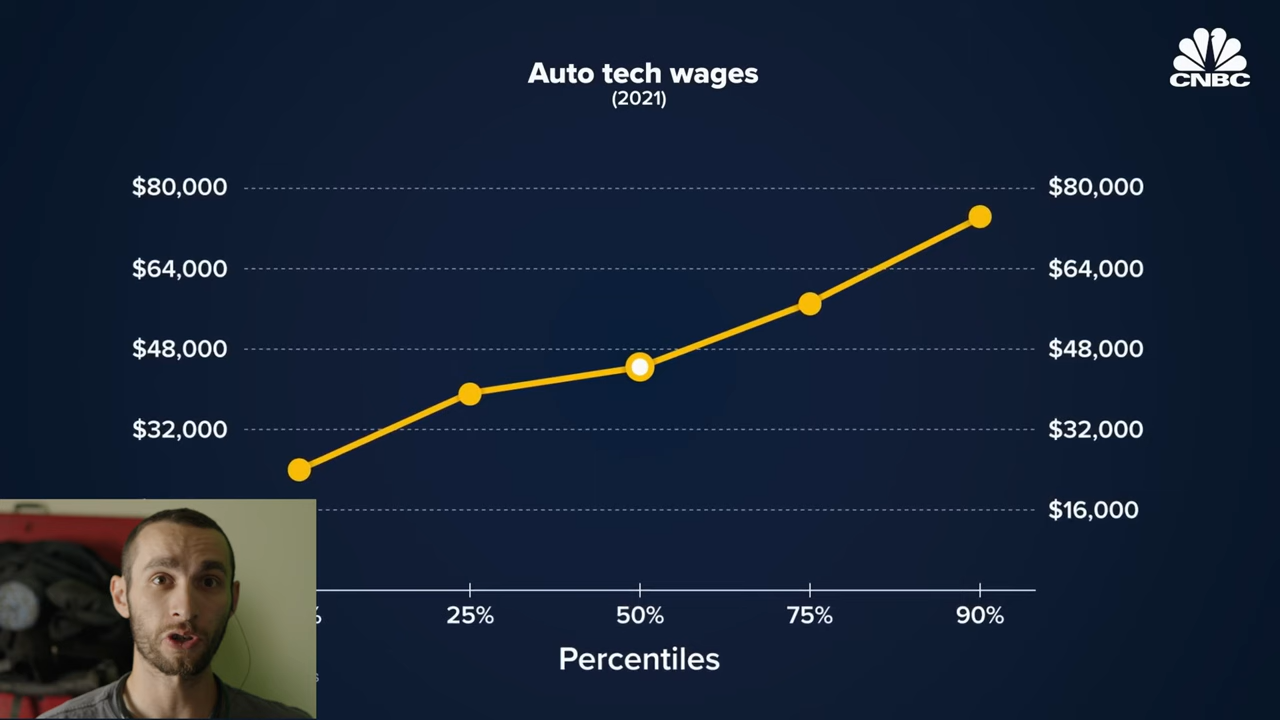 CNBC
Auto tech wages
(2021)
$80,000 $80,000
$64,000 $64,000
$48,000 $48,000
$32,000 $32,000
$16,000
25% 50% 75% 90%
Percentiles